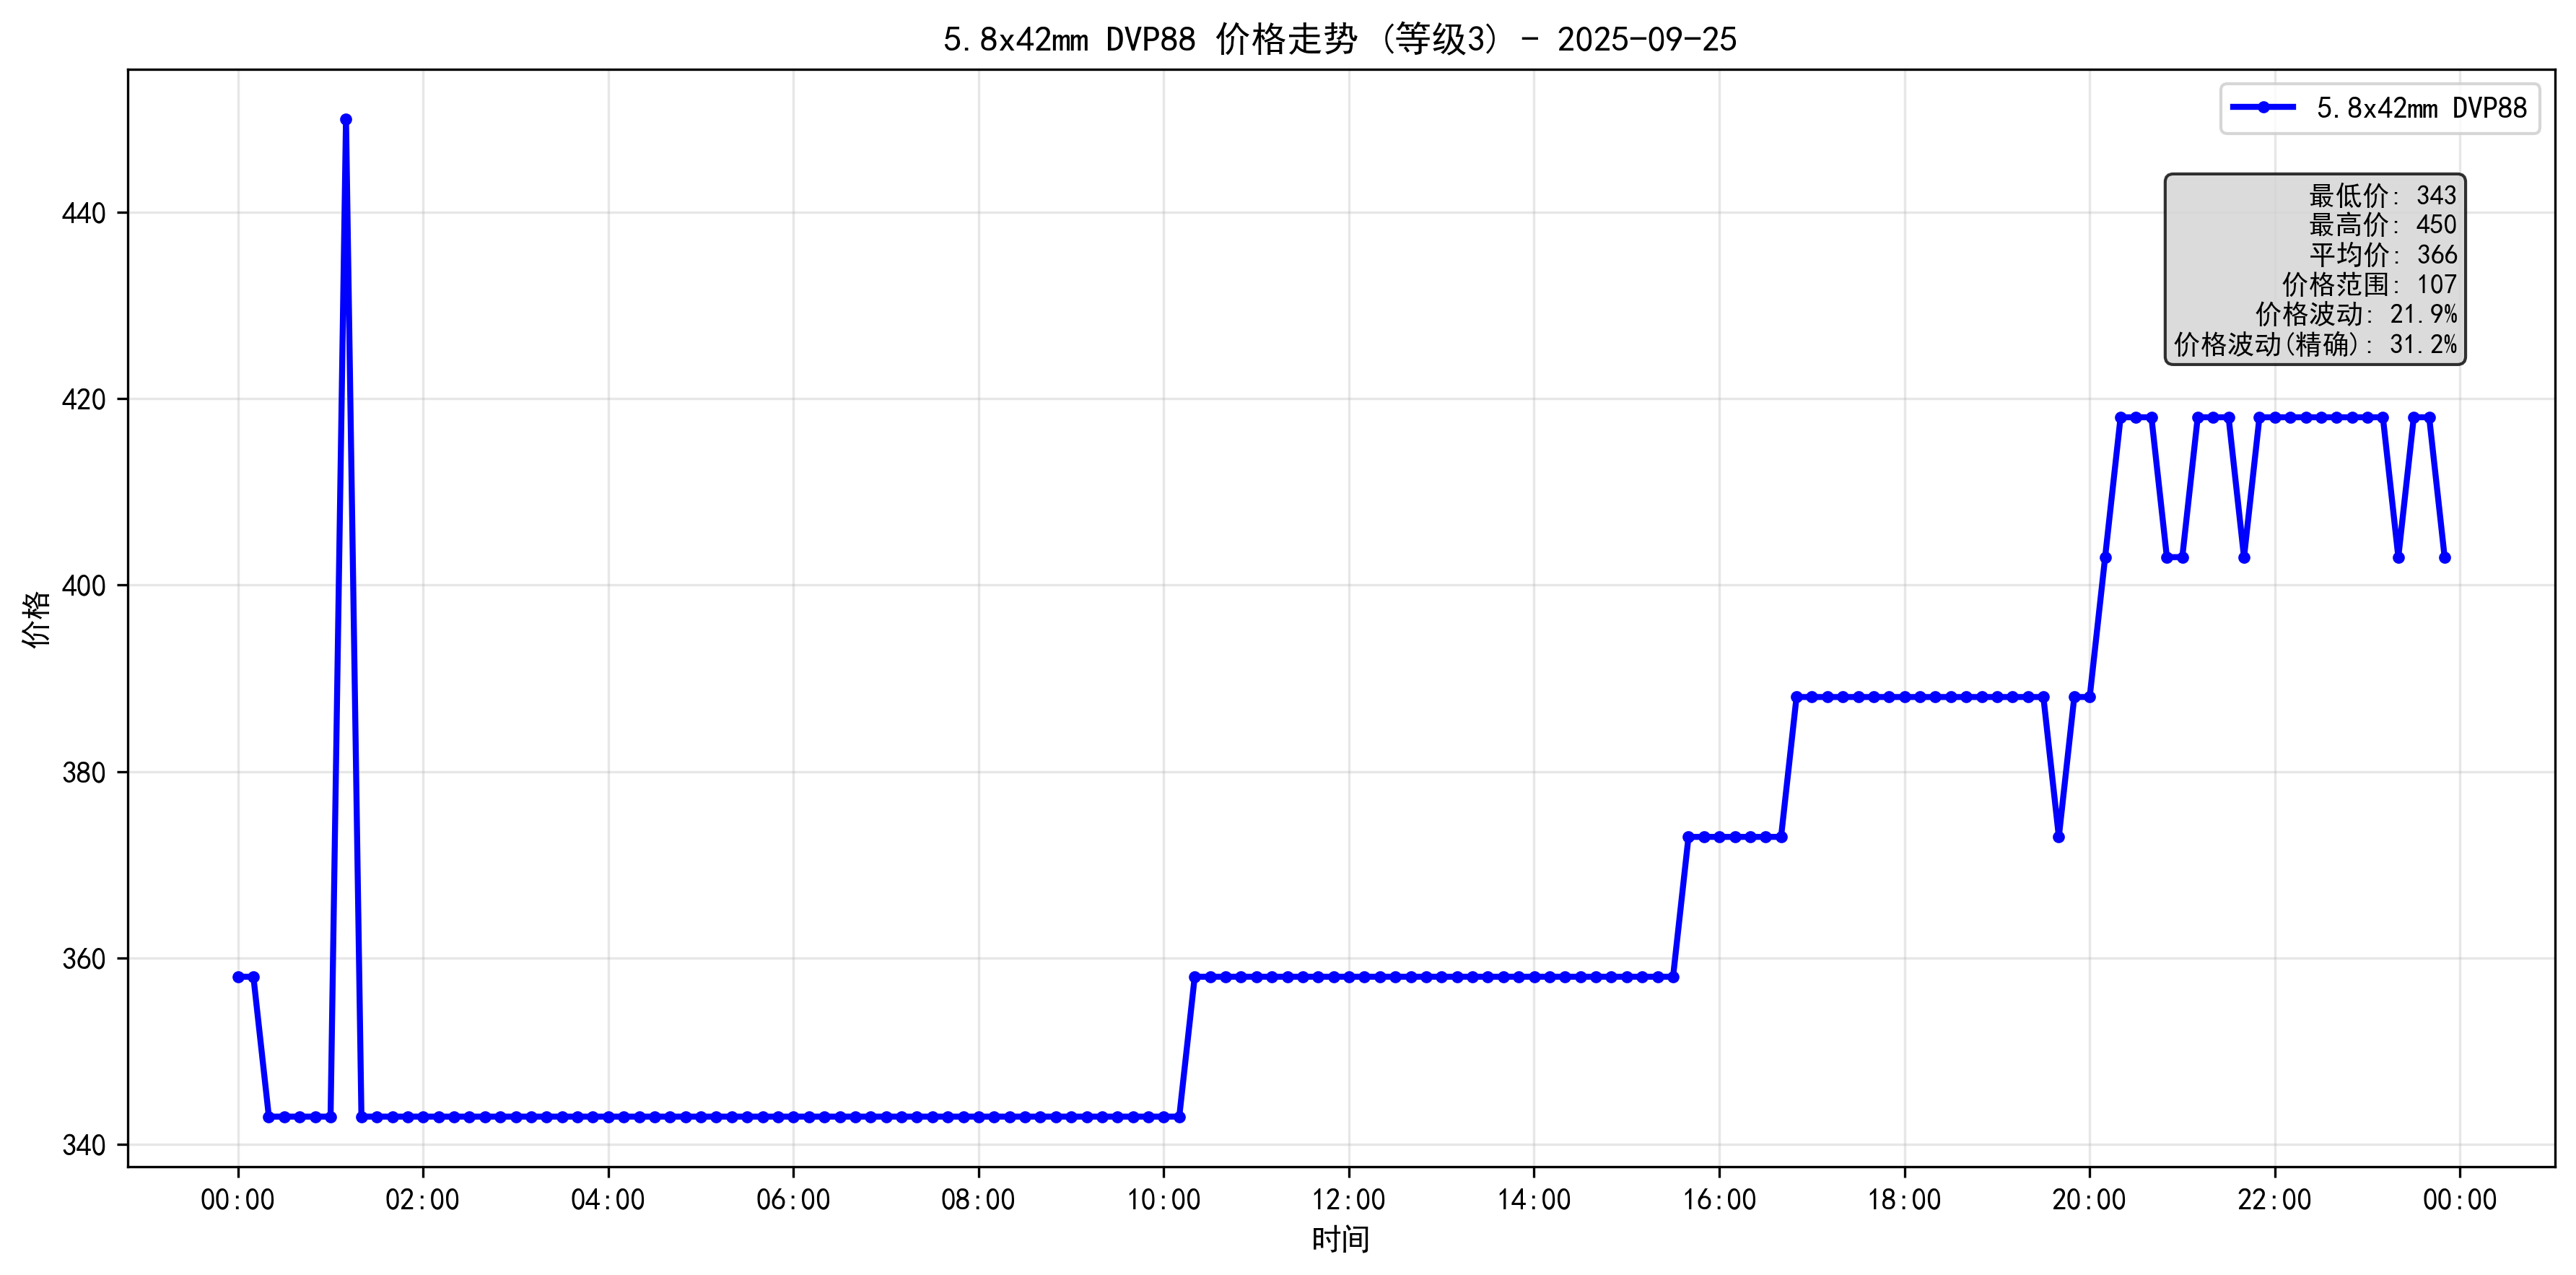 5.8x42mm DVP88 价格走势 (等级3) - 2025-09-25
5.8x42mm DVP88
最低价: 343
最高价: 450
平均价: 366
价格范围: 107
价格波动: 21.9%
价格波动(精确): 31.2%
价格
440
420
400
380
360
340
00:00 02:00 04:00 06:00 08:00 10:00 12:00 14:00 16:00 18:00 20:00 22:00 00:00
时间